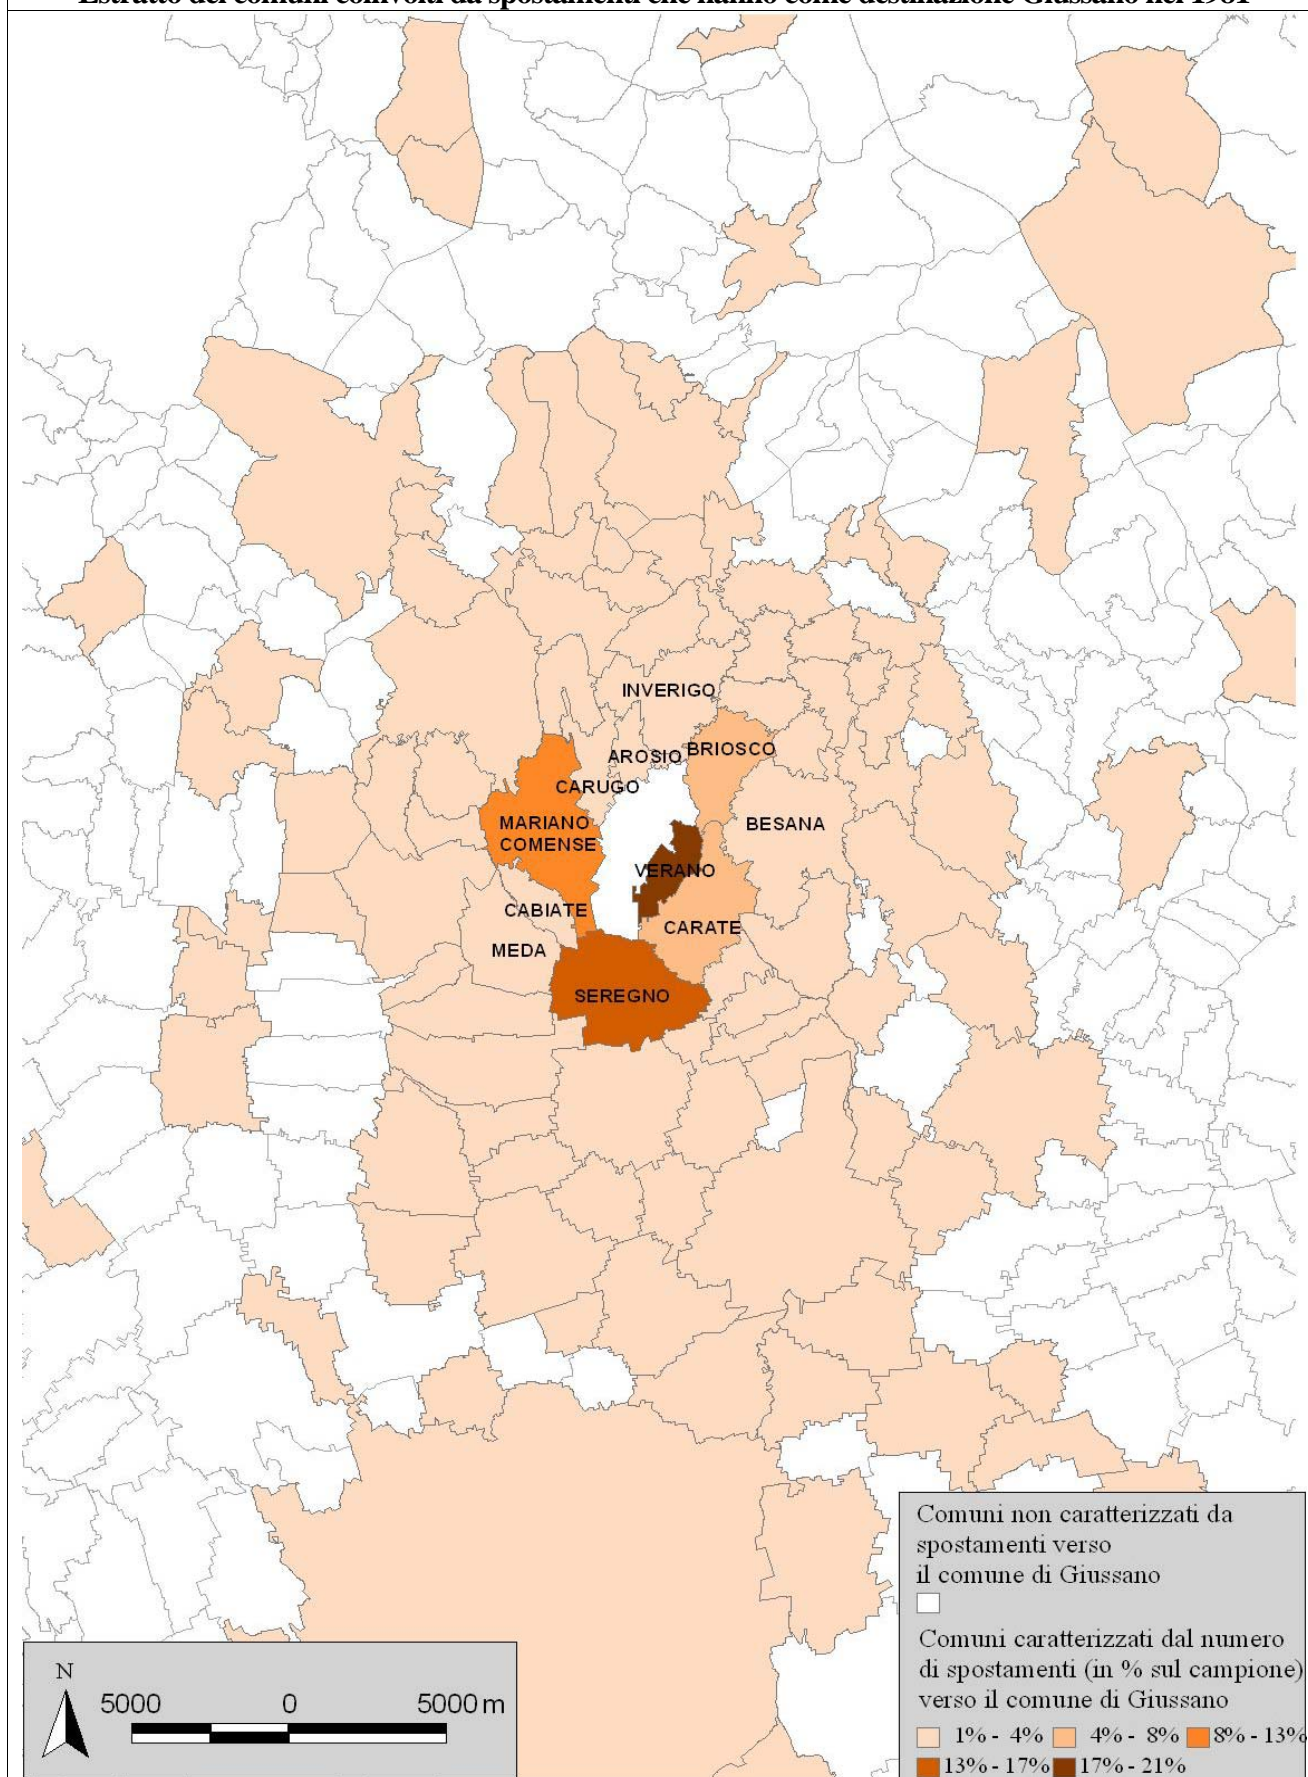 Estratto dei comuni coinvolti da spostamenti che hanno come destinazione Giussano nel 1981
INVERIGO
AROSIO
BRIOSCO
CARUGO
MARIANO
COMENSE
BESANA
VERANO
CABIATE
CARATE
MEDA
SEREGNO
Comuni non caratterizzati da
spostamenti verso
il comune di Giussano
Comuni caratterizzati dal numero
di spostamenti (in % sul campione)
verso il comune di Giussano
1% - 4% 4% - 8% 8% - 13%
13% - 17% 17% - 21%
N
5000 0 5000 m